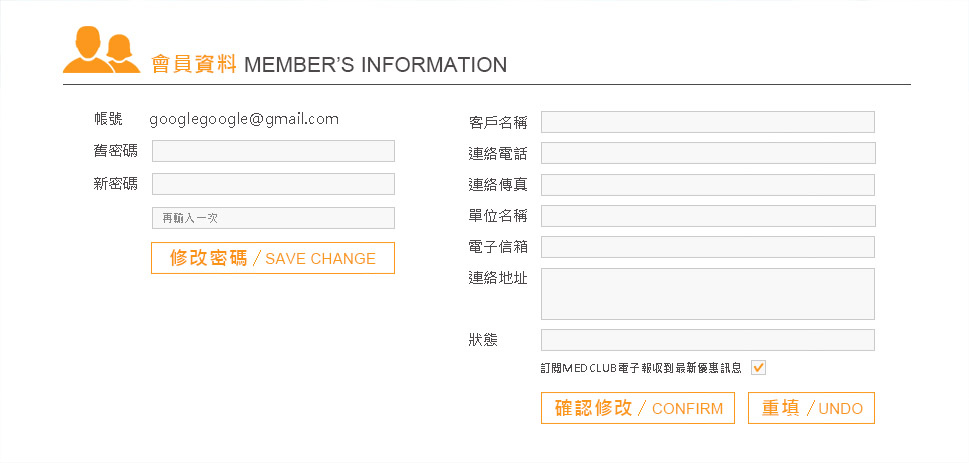 會員資料 MEMBER'S INFORMATION
帳號 googlegoogle@gmail.com
舊密碼
新密碼
再輸入一次
修改密碼 / SAVE CHANGE
客戶名稱
連絡電話
連絡傳真
單位名稱
電子信箱
連絡地址
狀態
訂閱MEDCLUB電子報收到最新優惠訊息
確認修改 / CONFIRM
重填 / UNDO